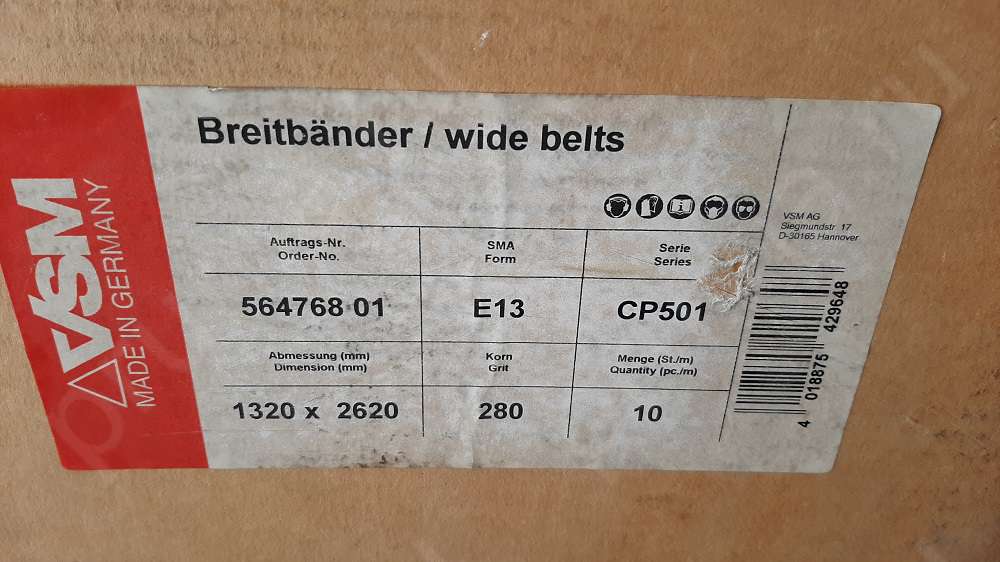 VSM
MADE IN GERMANY
Breitbänder / wide belts
Auftrags-Nr.
Order-No.
SMA
Form
Serie
Series
564768 01
E13
CP501
Abmessung (mm)
Dimension (mm)
Korn
Grit
Menge (St./m)
Quantity (pc./m)
1320 x 2620
280
10
VSM AG
Siegmundstr. 17
D-30165 Hannover
4 018875 429648